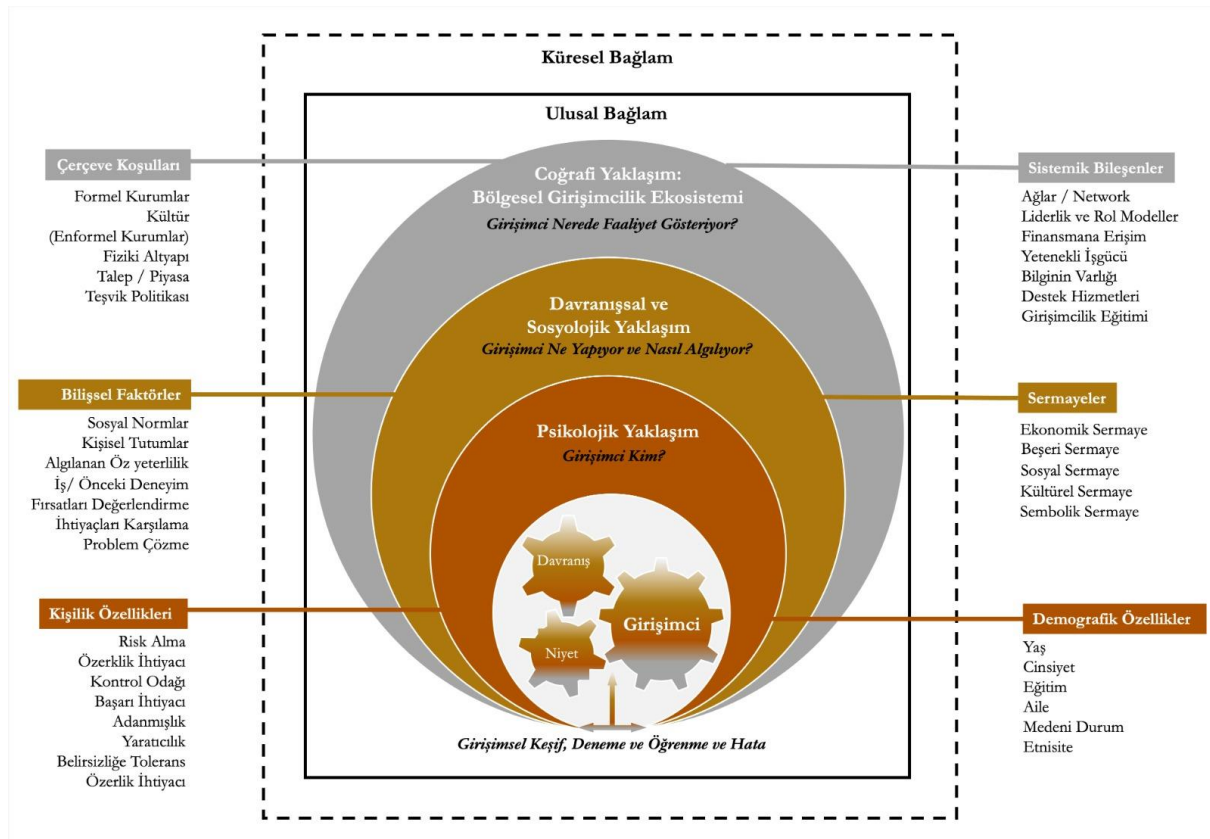 Küresel Bağlam
Ulusal Bağlam
Çerçeve Koşulları
Formel Kurumlar
Kültür
(Enformel Kurumlar)
Fiziki Altyapı
Talep / Piyasa
Teşvik Politikası
Coğrafi Yaklaşım:
Bölgesel Girişimcilik Ekosistemi
Girişimci Nerede Faaliyet Gösteriyor?
Sistemik Bileşenler
Ağlar / Network
Liderlik ve Rol Modeller
Finansmana Erişim
Yetenekli İşgücü
Bilginin Varlığı
Destek Hizmetleri
Girişimcilik Eğitimi
Davranışsal ve
Sosyolojik Yaklaşım
Girişimci Ne Yapıyor ve Nasıl Algılıyor?
Bilişsel Faktörler
Sosyal Normlar
Kişisel Tutumlar
Algılanan Öz yeterlilik
İş/ Önceki Deneyim
Fırsatları Değerlendirme
İhtiyaçları Karşılama
Problem Çözme
Sermayeler
Ekonomik Sermaye
Beşeri Sermaye
Sosyal Sermaye
Kültürel Sermaye
Sembolik Sermaye
Psikolojik Yaklaşım
Girişimci Kim?
Davranış
Girişimci
Niyet
Kişilik Özellikleri
Risk Alma
Özerklik İhtiyacı
Kontrol Odağı
Başarı İhtiyacı
Adanmışlık
Yaratıcılık
Belirsizliğe Tolerans
Özerlik İhtiyacı
Demografik Özellikler
Yaş
Cinsiyet
Eğitim
Aile
Medeni Durum
Etnisite
Girişimsel Keşif, Deneme ve Öğrenme ve Hata